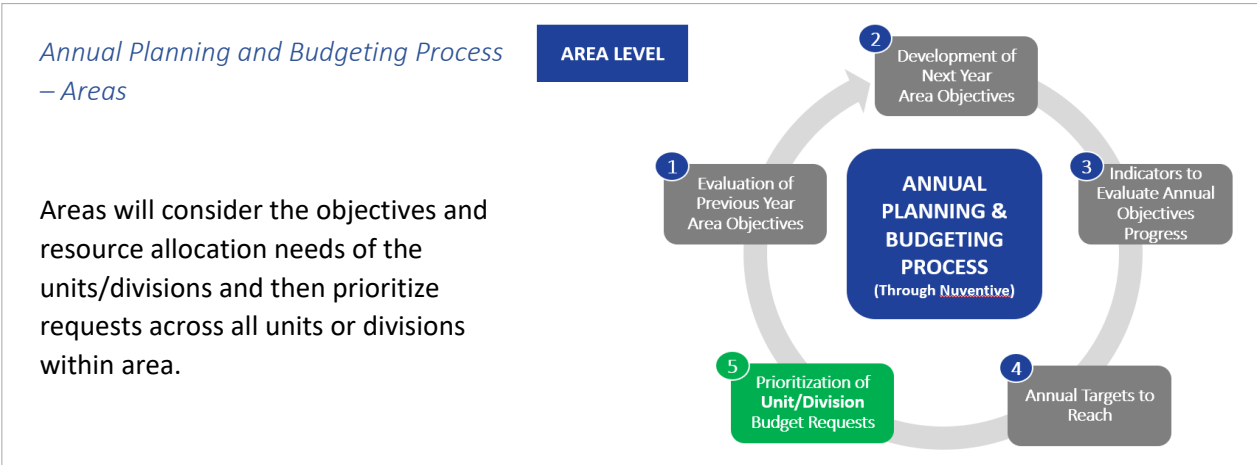 Annual Planning and Budgeting Process
– Areas
AREA LEVEL
Areas will consider the objectives and
resource allocation needs of the
units/divisions and then prioritize
requests across all units or divisions
within area.
1
Evaluation of
Previous Year
Area Objectives
2
Development of
Next Year
Area Objectives
3
Indicators to
Evaluate Annual
Objectives
Progress
4
Annual Targets to
Reach
5
Prioritization of
Unit/Division
Budget Requests
ANNUAL
PLANNING &
BUDGETING
PROCESS
(Through Nuventive)